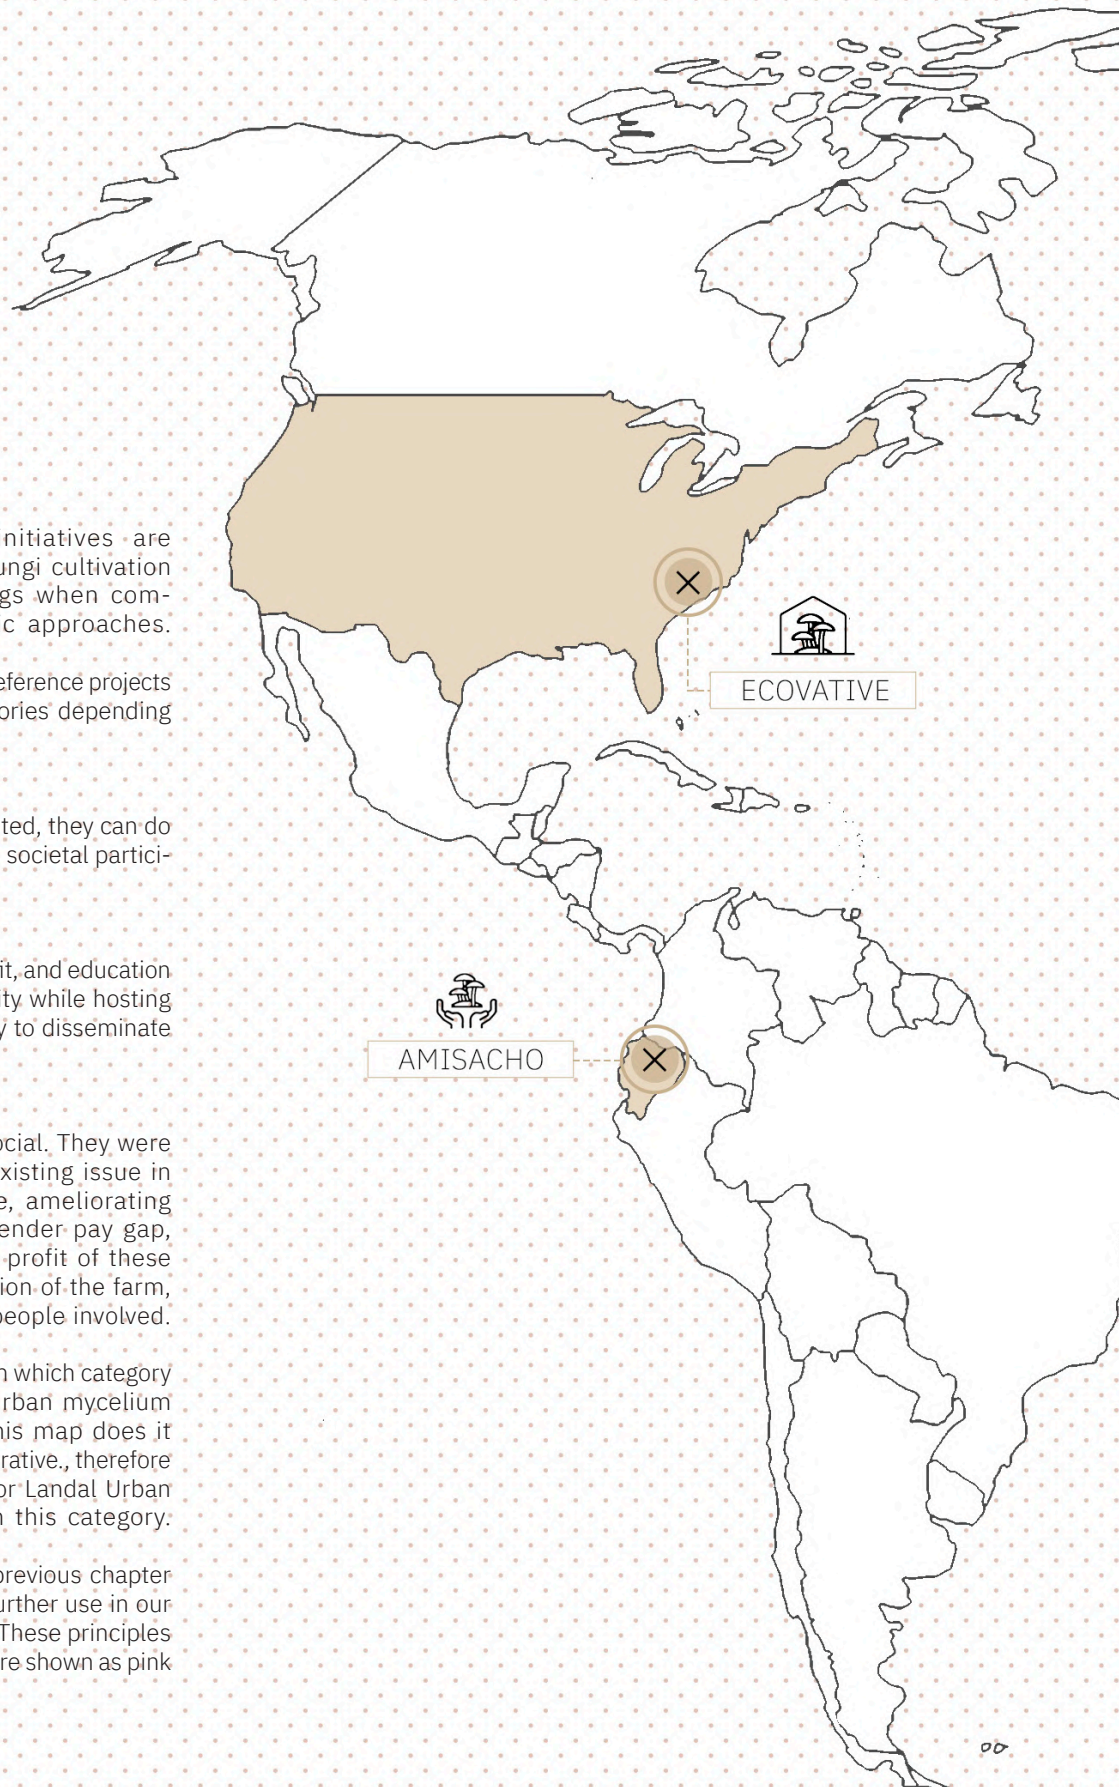 nitiatives are
ungi cultivation
gs when com-
c approaches.
eference projects
ories depending
ted, they can do
societal partici-
it, and education
ity while hosting
y to disseminate
ocial. They were
xisting issue in
e, ameliorating
ender pay gap,
profit of these
tion of the farm,
people involved.
n which category
rban mycelium
his map does it
rative., therefore
or Landal Urban
n this category.
previous chapter
urther use in our
These principles
re shown as pink
ECOVATIVE
AMISACHO